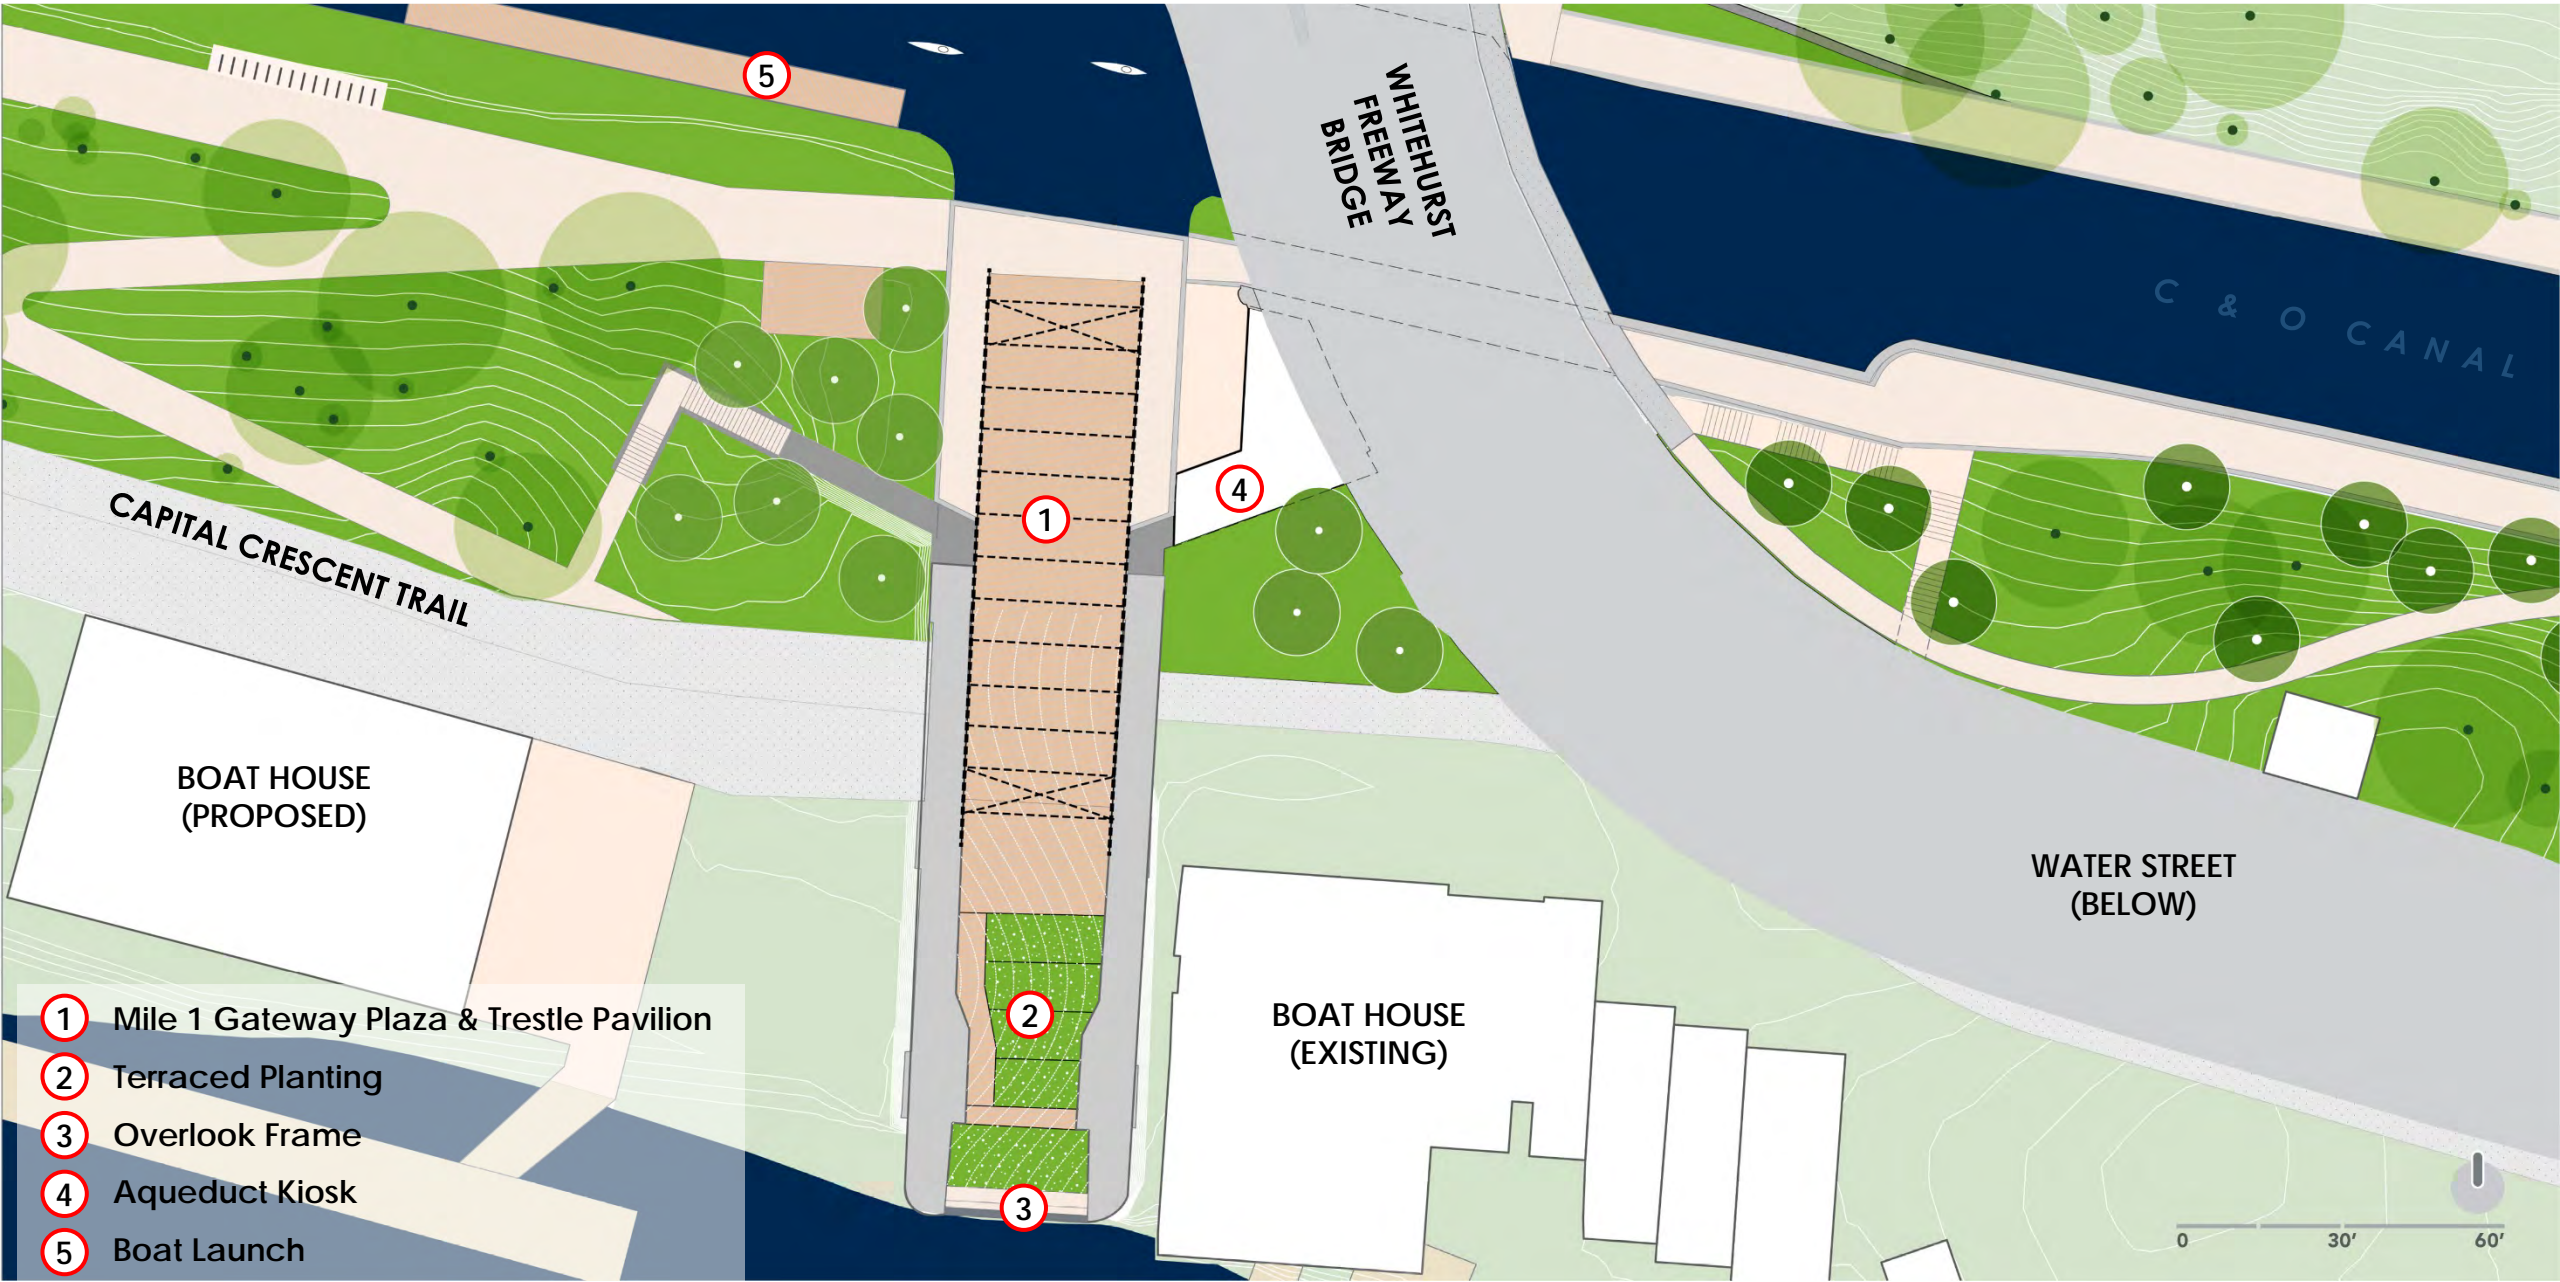 5
WHITEHURST
FREEWAY
BRIDGE
C & O CANAL
4
1
CAPITAL CRESCENT TRAIL
BOAT HOUSE
(PROPOSED)
WATER STREET
(BELOW)
2
BOAT HOUSE
(EXISTING)
3
1 Mile 1 Gateway Plaza & Trestle Pavilion
2 Terraced Planting
3 Overlook Frame
4 Aqueduct Kiosk
5 Boat Launch
0 30' 60'